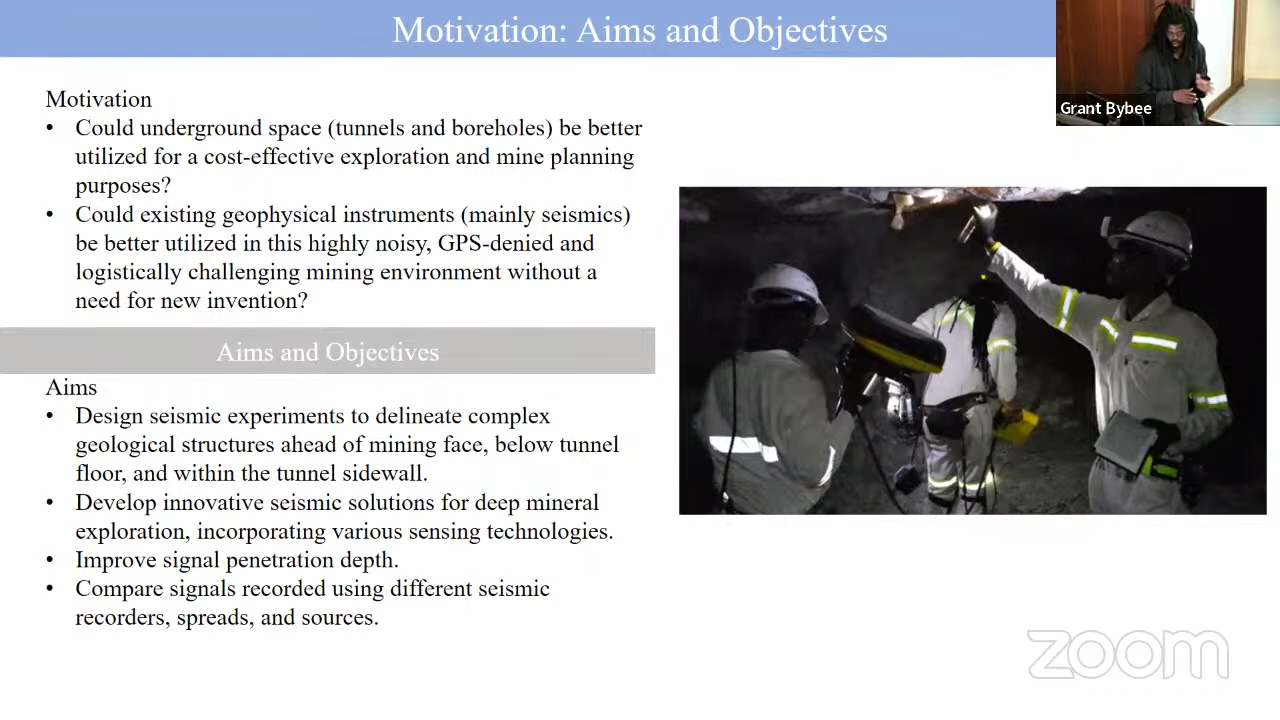 Motivation: Aims and Objectives
Grant Bybee
Motivation
• Could underground space (tunnels and boreholes) be better
utilized for a cost-effective exploration and mine planning
purposes?
• Could existing geophysical instruments (mainly seismics)
be better utilized in this highly noisy, GPS-denied and
logistically challenging mining environment without a
need for new invention?
Aims and Objectives
Aims
• Design seismic experiments to delineate complex
geological structures ahead of mining face, below tunnel
floor, and within the tunnel sidewall.
• Develop innovative seismic solutions for deep mineral
exploration, incorporating various sensing technologies.
• Improve signal penetration depth.
• Compare signals recorded using different seismic
recorders, spreads, and sources.
zoom